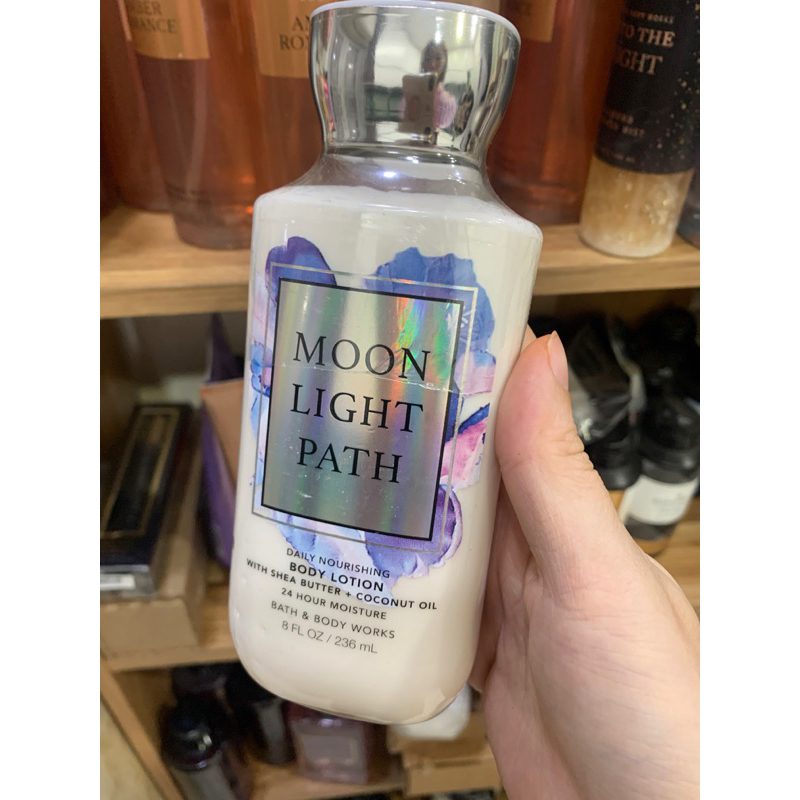 MOON
LIGHT
PATH
DAILY NOURISHING
BODY LOTION
WITH SHEA BUTTER + COCONUT OIL
24 HOUR MOISTURE
BATH & BODY WORKS
8 FL OZ / 236 mL